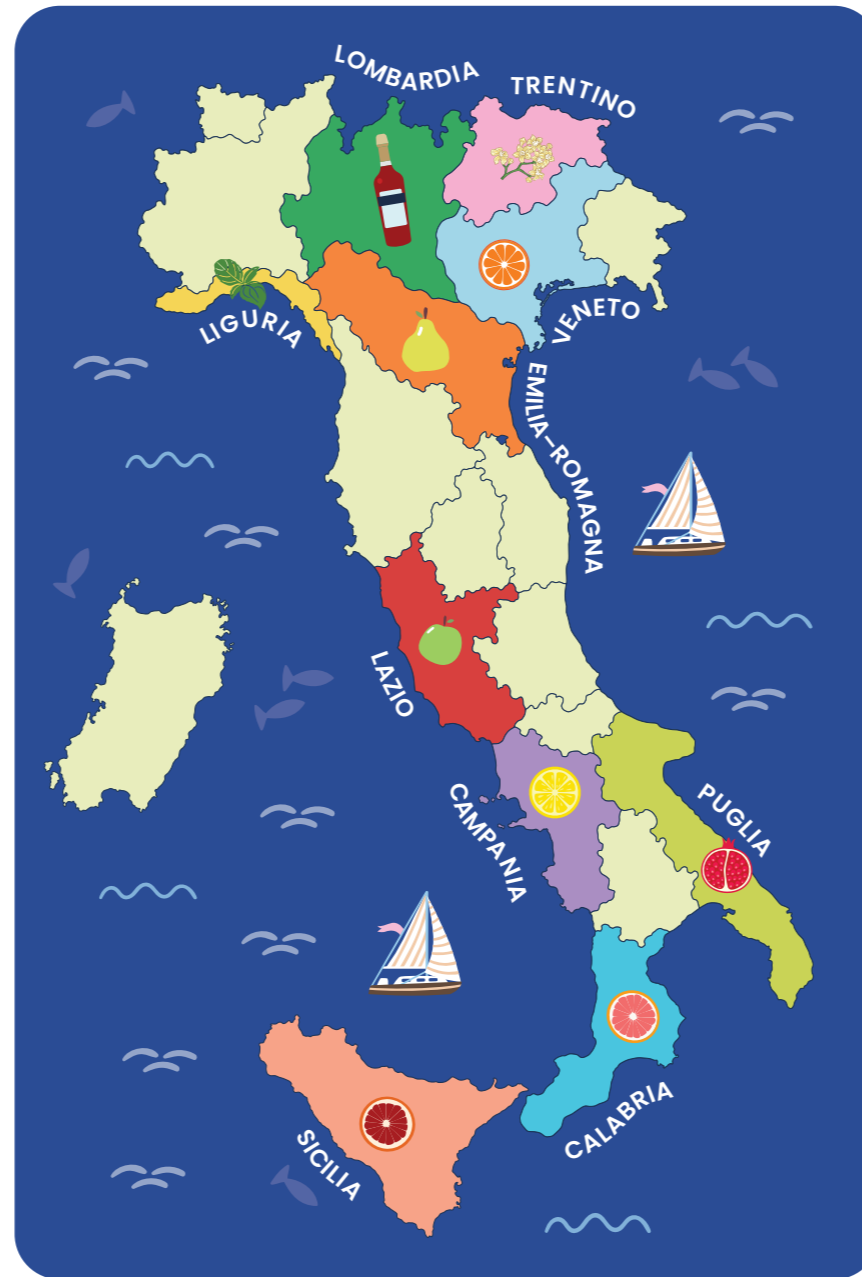 LOMBARDIA
TRENTINO
LIGURIA
VENETO
EMILIA–ROMAGNA
LAZIO
CAMPANIA
PUGLIA
CALABRIA
SICILIA